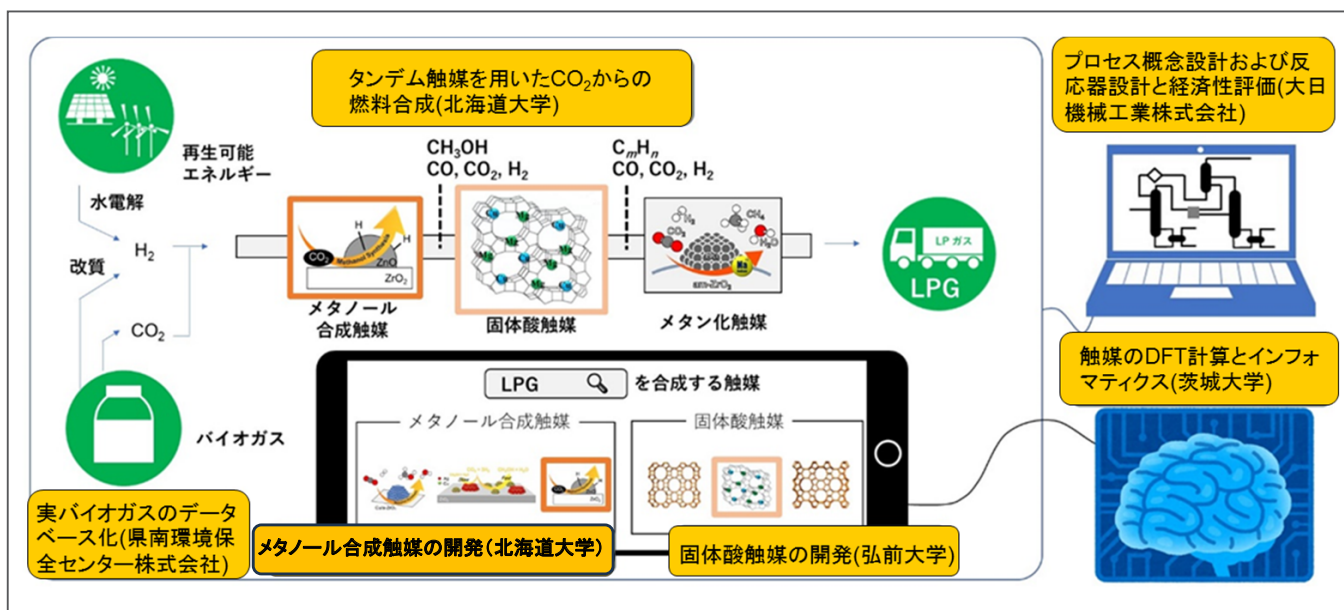 タンデム触媒を用いたCO₂からの
燃料合成(北海道大学)
プロセス概念設計および反
応器設計と経済性評価(大日
機械工業株式会社)
再生可能
エネルギー
水電解
改質
H₂
CO₂
バイオガス
CH₃OH
CO, CO₂, H₂
CₘHₙ
CO, CO₂, H₂
CO₂
Methanol Synthesis
H
H
ZnO
ZrO₂
メタノール
合成触媒
固体酸触媒
H₂
CO₂
CH₄
H₂O
am-ZrO₂
メタン化触媒
LPガス
LPG
触媒のDFT計算とインフォ
マティクス(茨城大学)
LPG
を合成する触媒
メタノール合成触媒
固体酸触媒
実バイオガスのデータ
ベース化(県南環境保
全センター株式会社)
メタノール合成触媒の開発(北海道大学)
固体酸触媒の開発(弘前大学)